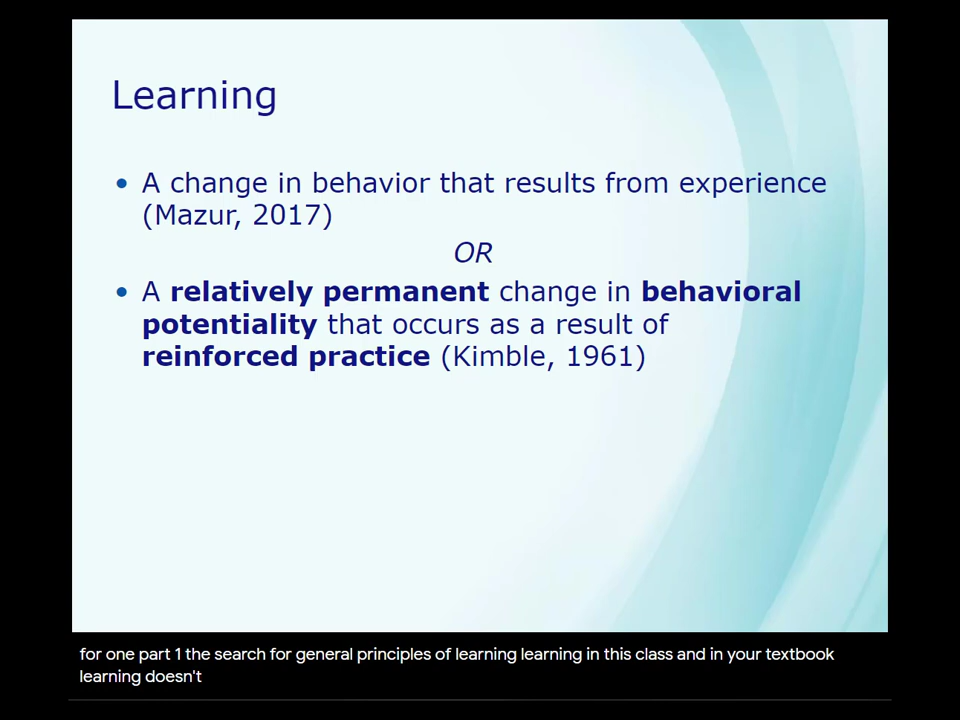 Learning
• A change in behavior that results from experience
(Mazur, 2017)
OR
• A relatively permanent change in behavioral
potentiality that occurs as a result of
reinforced practice (Kimble, 1961)
for one part 1 the search for general principles of learning learning in this class and in your textbook
learning doesn't